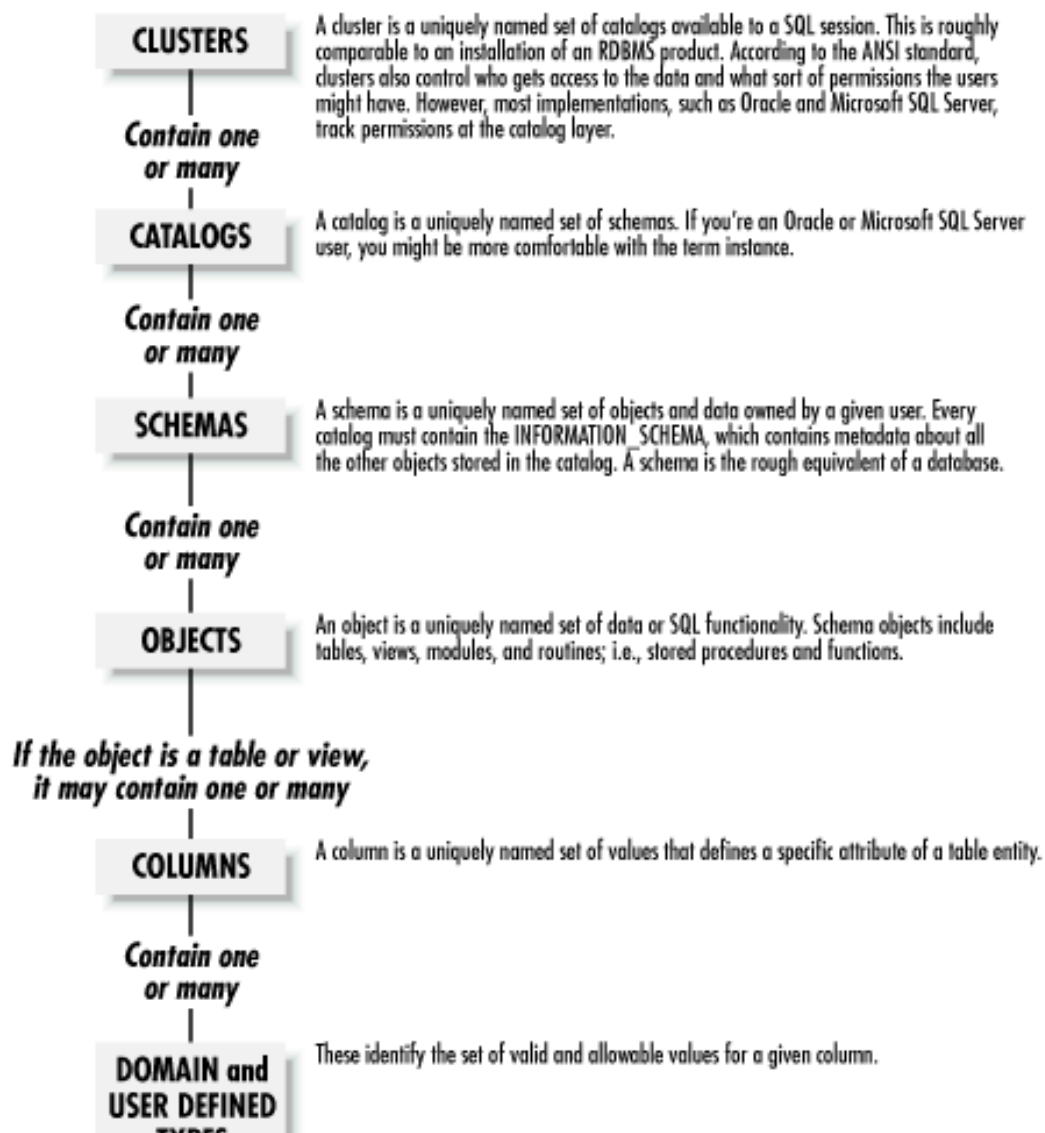 CLUSTERS
A cluster is a uniquely named set of catalogs available to a SQL session. This is roughly
comparable to an installation of an RDBMS product. According to the ANSI standard,
clusters also control who gets access to the data and what sort of permissions the users
might have. However, most implementations, such as Oracle and Microsoft SQL Server,
track permissions at the catalog layer.
Contain one
or many
CATALOGS
A catalog is a uniquely named set of schemas. If you're an Oracle or Microsoft SQL Server
user, you might be more comfortable with the term instance.
Contain one
or many
SCHEMAS
A schema is a uniquely named set of objects and data owned by a given user. Every
catalog must contain the INFORMATION_SCHEMA, which contains metadata about all
the other objects stored in the catalog. A schema is the rough equivalent of a database.
Contain one
or many
OBJECTS
An object is a uniquely named set of data or SQL functionality. Schema objects include
tables, views, modules, and routines; i.e., stored procedures and functions.
If the object is a table or view,
it may contain one or many
COLUMNS
A column is a uniquely named set of values that defines a specific attribute of a table entity.
Contain one
or many
DOMAIN and
USER DEFINED
TYPES
These identify the set of valid and allowable values for a given column.